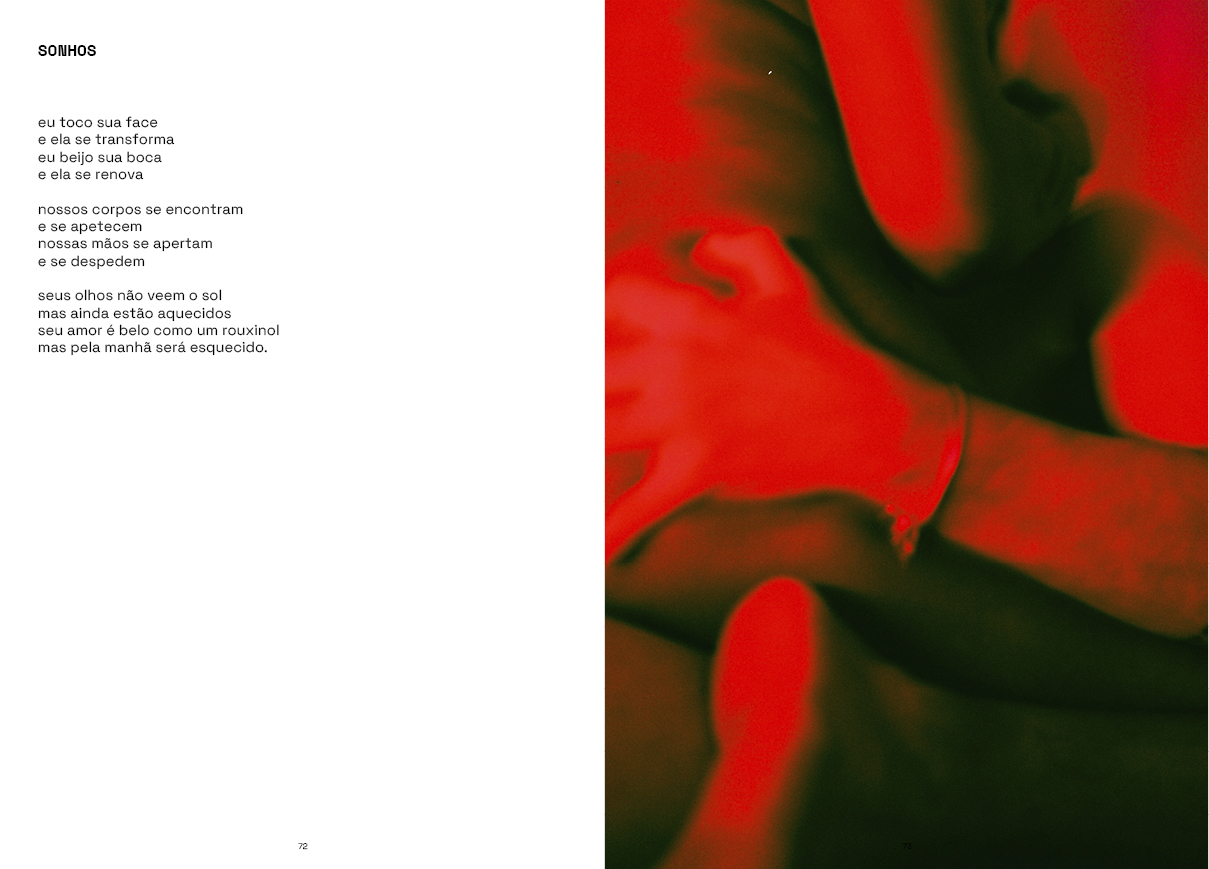 SONHOS
eu toco sua face
e ela se transforma
eu beijo sua boca
e ela se renova
nossos corpos se encontram
e se apetecem
nossas mãos se apertam
e se despedem
seus olhos não veem o sol
mas ainda estão aquecidos
seu amor é belo como um rouxinol
mas pela manhã será esquecido.
72